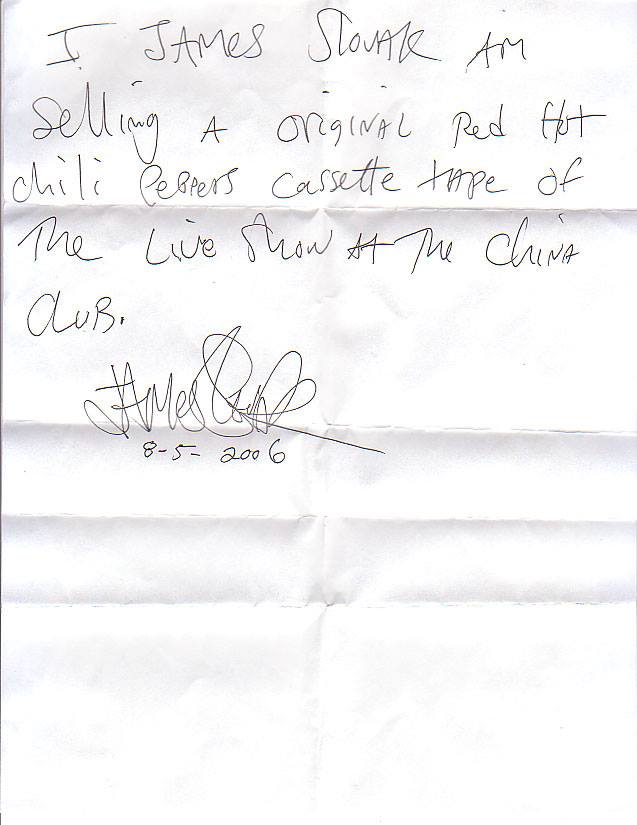 I JAMES SLOVAK AM
Selling A ORIGINAL Red Hot
Chili Peppers Cassette tApe of
The Live Show At The ChiNA
CluB.
JAMes Slovak
8-5-2006